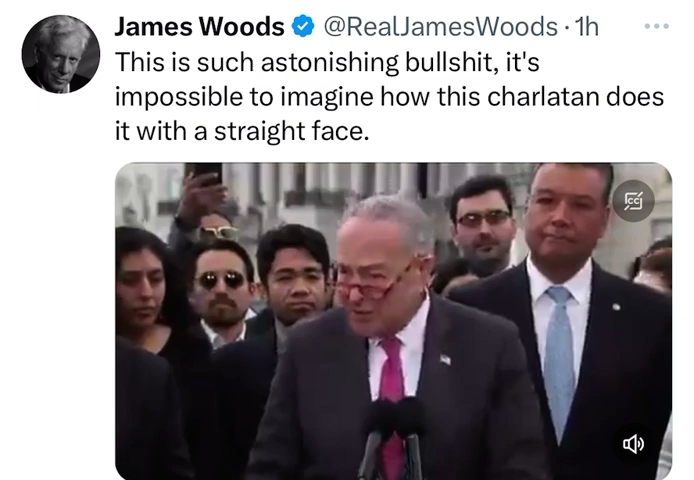 James Woods @RealJamesWoods · 1h
This is such astonishing bullshit, it's
impossible to imagine how this charlatan does
it with a straight face.
CC